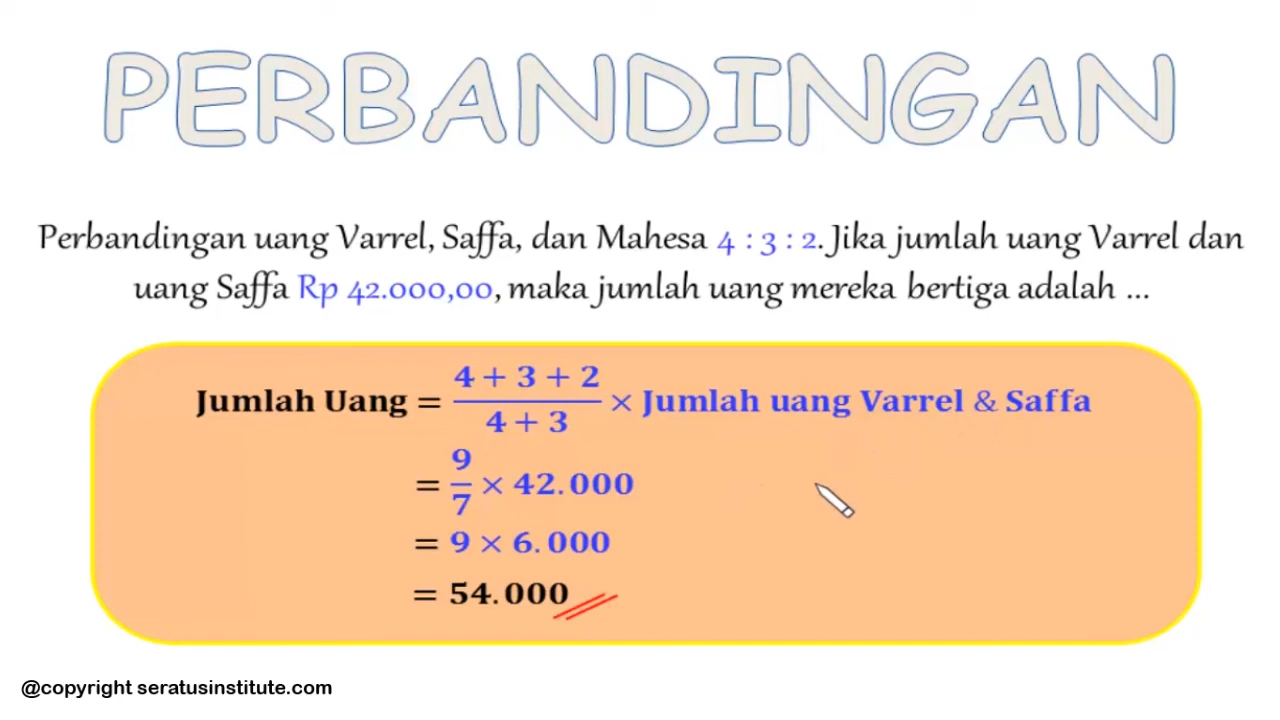 PERBANDINGAN
Perbandingan uang Varrel, Saffa, dan Mahesa 4 : 3 : 2. Jika jumlah uang Varrel dan
uang Saffa Rp 42.000,00, maka jumlah uang mereka bertiga adalah ...
Jumlah Uang = \frac{4 + 3 + 2}{4 + 3} × Jumlah uang Varrel & Saffa
= \frac{9}{7} × 42.000
= 9 × 6.000
= 54.000
@copyright seratusinstitute.com